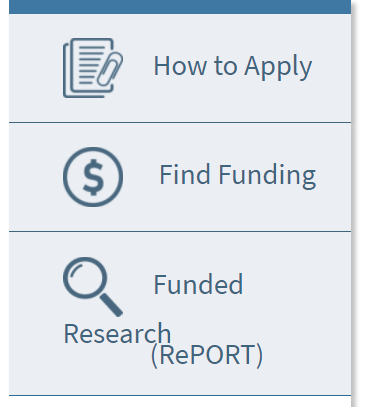 How to Apply
Find Funding
Funded
Research
(RePORT)